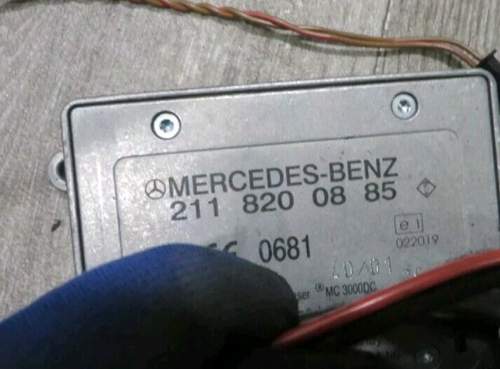 MERCEDES-BENZ
211 820 08 85
e1
0681
022019
®MC 3000DC